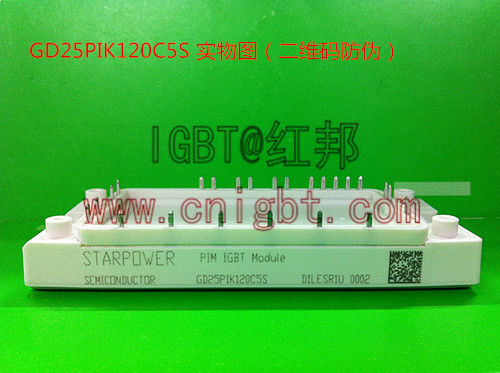 GD25PIK120C5S 实物图（二维码防伪）
IGBT@红邦
www.cnigbt.com
STARPOWER PIM IGBT Module
SEMICONDUCTOR GD25PIK120C5S DILESR1U 0002